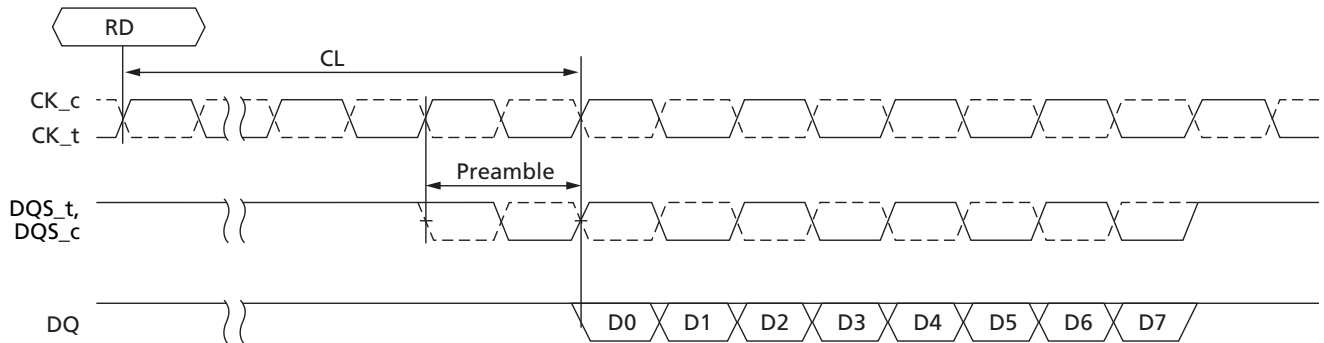 RD
CL
CK_c
CK_t
Preamble
DQS_t,
DQS_c
DQ
D0 D1 D2 D3 D4 D5 D6 D7